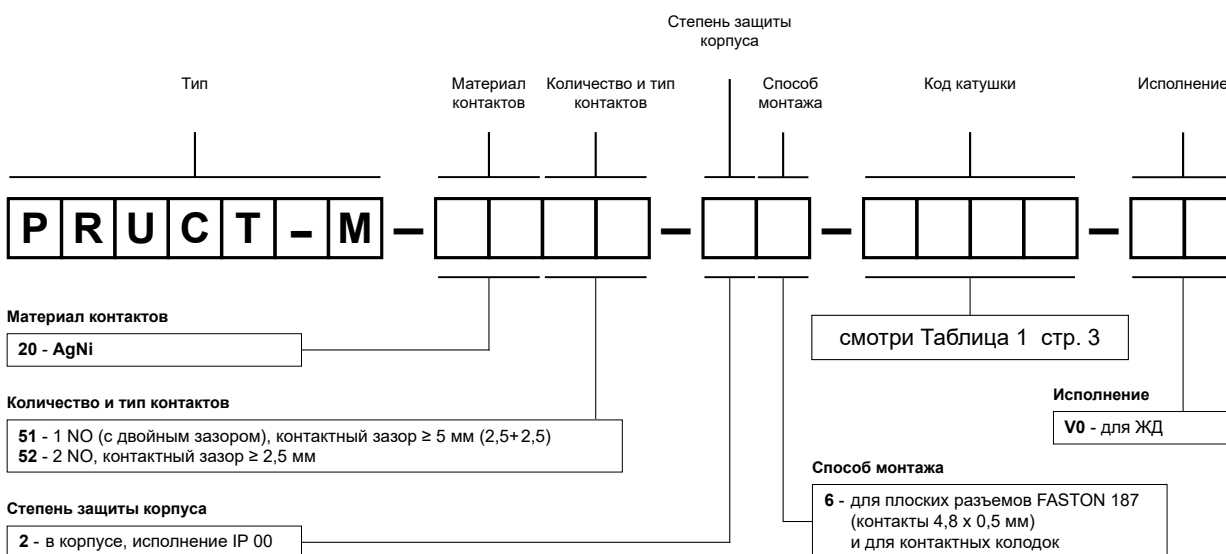 Степень защиты
корпуса
Тип
Материал
контактов
Количество и тип
контактов
Способ
монтажа
Код катушки
Исполнение
PRUCT-M – – – –
Материал контактов
20 - AgNi
смотри Таблица 1 стр. 3
Количество и тип контактов
51 - 1 NO (с двойным зазором), контактный зазор ≥ 5 мм (2,5+2,5)
52 - 2 NO, контактный зазор ≥ 2,5 мм
Исполнение
V0 - для ЖД
Степень защиты корпуса
2 - в корпусе, исполнение IP 00
Способ монтажа
6 - для плоских разъемов FASTON 187
(контакты 4,8 x 0,5 мм)
и для контактных колодок